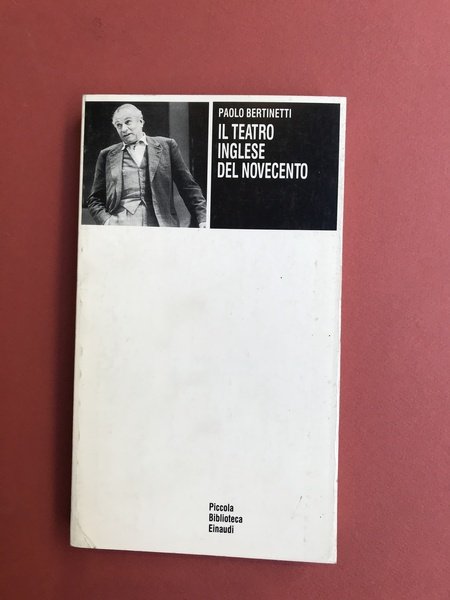 PAOLO BERTINETTI
IL TEATRO
INGLESE
DEL NOVECENTO
Piccola
Biblioteca
Einaudi